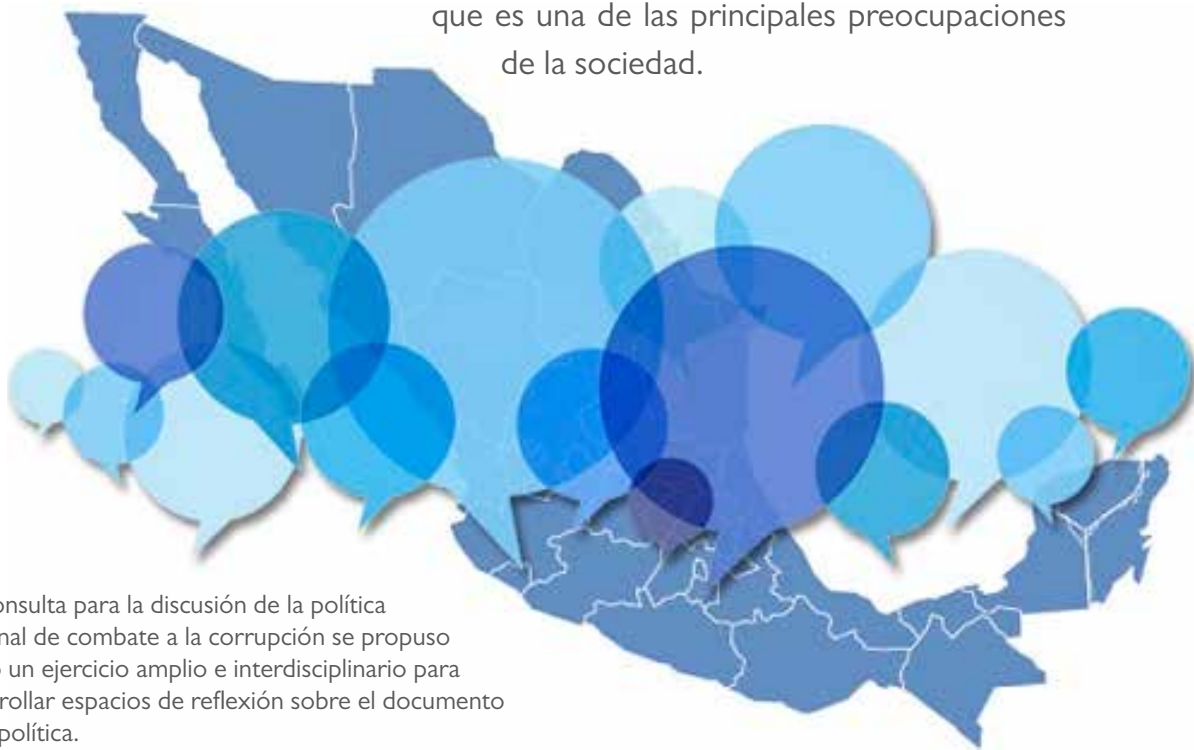 que es una de las principales preocupaciones
de la sociedad.
onsulta para la discusión de la política
nal de combate a la corrupción se propuso
o un ejercicio amplio e interdisciplinario para
rrollar espacios de reflexión sobre el documento
política.